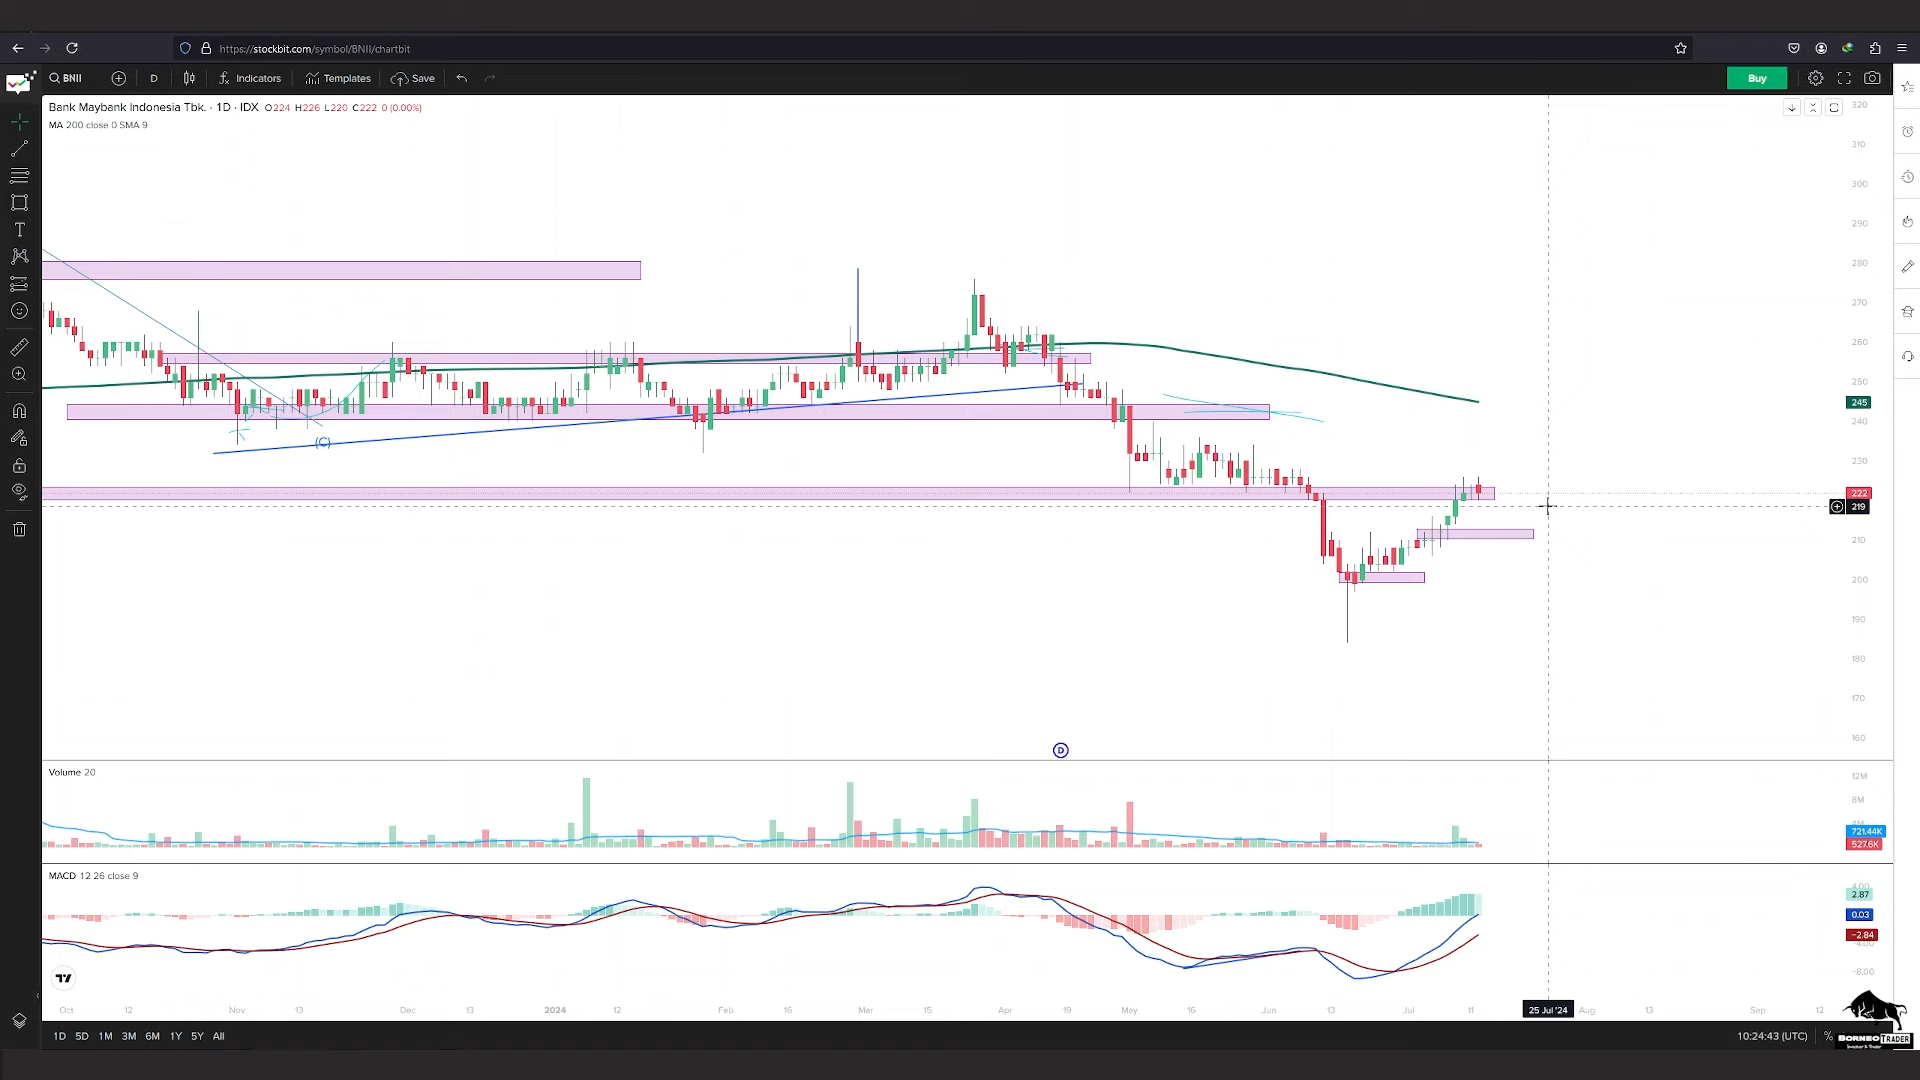 https://stockbit.com/symbol/BNII/chartbit
BNII D Indicators Templates Save Buy
Bank Maybank Indonesia Tbk. · 1D · IDX O224 H226 L220 C222 0 (0.00%)
MA 200 close 0 SMA 9
320
310
300
290
280
270
260
250
245
240
230
222
219
210
200
190
180
170
160
(C)
D
Volume 20
12M
8M
721.44K
527.6K
MACD 12 26 close 9
4.00
2.87
0.03
−2.84
−4.00
−8.00
Oct 12 Nov 13 Dec 13 2024 12 Feb 16 Mar 15 Apr 19 May 16 Jun 13 Jul 11 25 Jul '24 Aug 13 Sep 12
1D 5D 1M 3M 6M 1Y 5Y All
10:24:43 (UTC) %
BORNEO TRADER